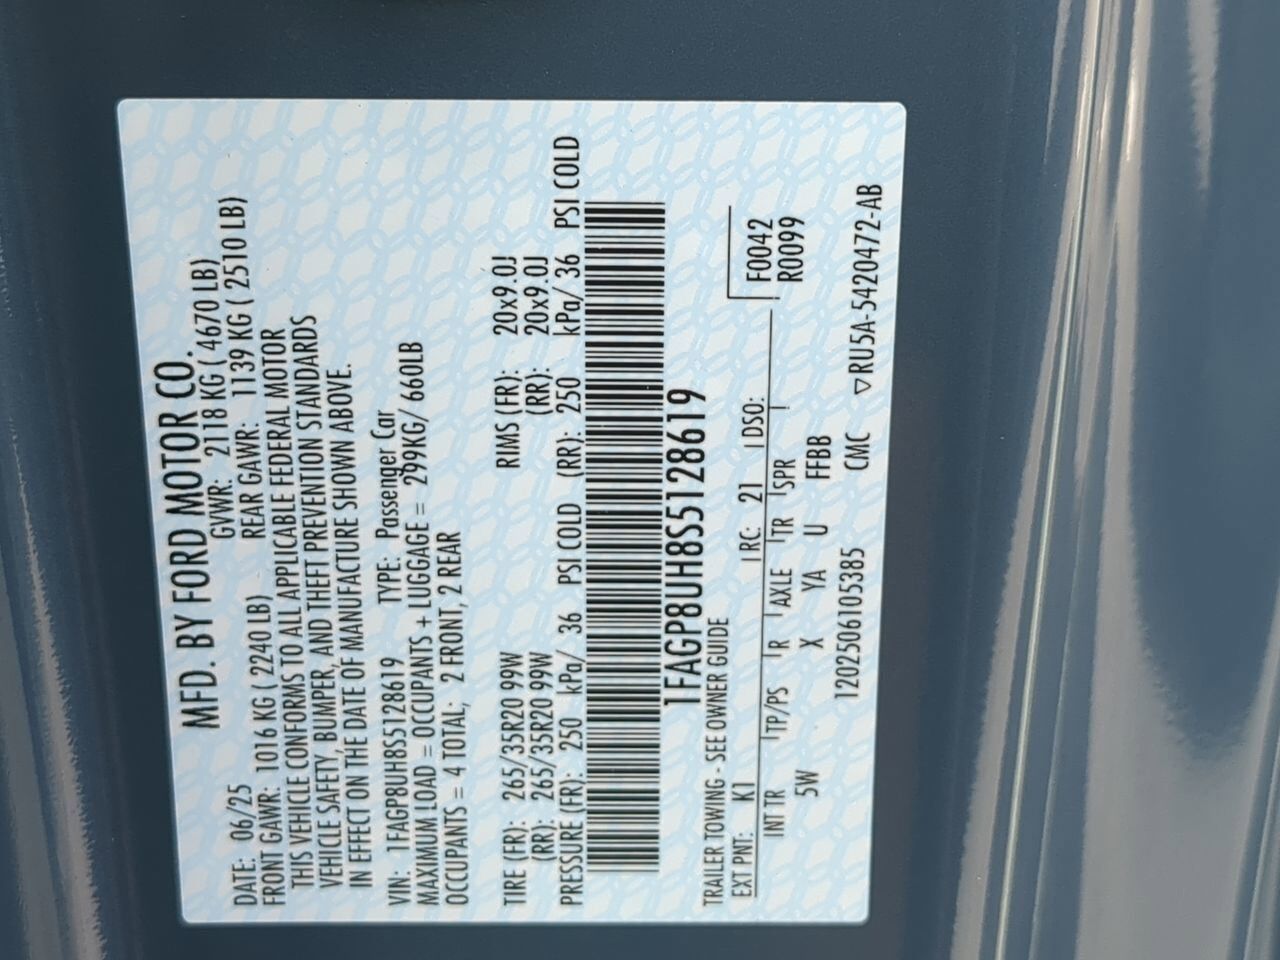 MFD. BY FORD MOTOR CO.
DATE: 06/25 GVWR: 2118 KG ( 4670 LB)
FRONT GAWR: 1016 KG ( 2240 LB) REAR GAWR: 1139 KG ( 2510 LB)
THIS VEHICLE CONFORMS TO ALL APPLICABLE FEDERAL MOTOR
VEHICLE SAFETY, BUMPER, AND THEFT PREVENTION STANDARDS
IN EFFECT ON THE DATE OF MANUFACTURE SHOWN ABOVE.
VIN: 1FAGP8UH8S5128619 TYPE: Passenger Car
MAXIMUM LOAD = OCCUPANTS + LUGGAGE = 299KG/ 660LB
OCCUPANTS = 4 TOTAL; 2 FRONT, 2 REAR
TIRE (FR): 265/35R20 99W RIMS (FR): 20x9.0J
(RR): 265/35R20 99W (RR): 20x9.0J
PRESSURE (FR): 250 kPa/ 36 PSI COLD (RR): 250 kPa/ 36 PSI COLD
1FAGP8UH8S5128619
TRAILER TOWING - SEE OWNER GUIDE F0042
EXT PNT: K1 RC: 21 DSO: R0099
INT TR TP/PS R AXLE TR SPR
5W X YA U FFBB
120250610538​5 CMC ▽RU5A-5420472-AB